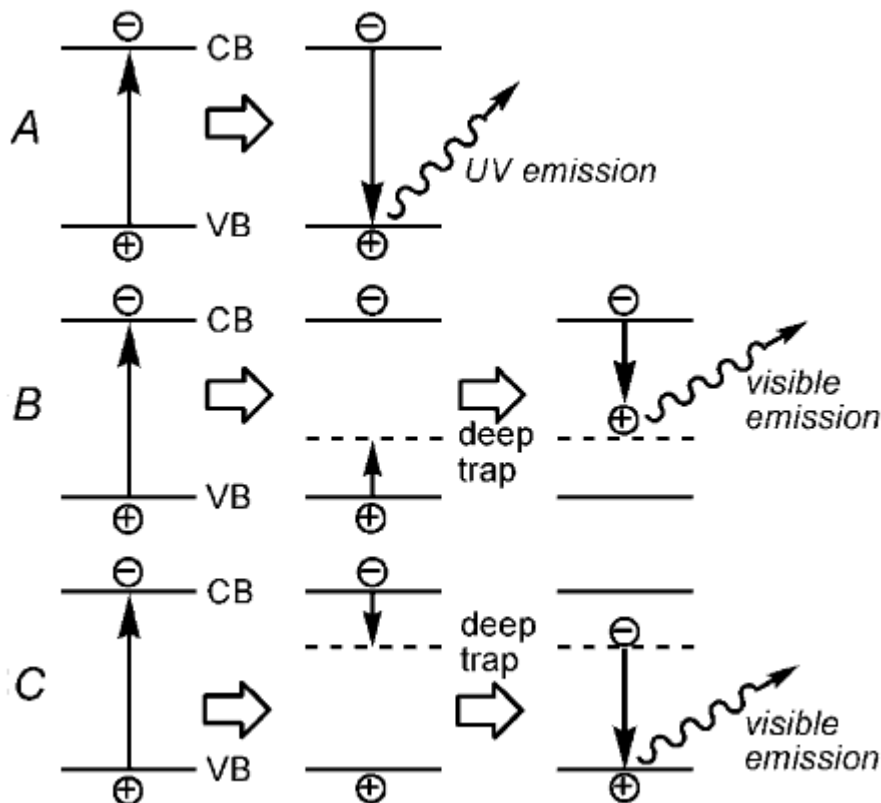 ⊖ ⊖
CB
A
UV emission
VB
⊕ ⊕
⊖ ⊖ ⊖
CB
B
visible
emission
⊕
deep
trap
VB
⊕ ⊕
⊖ ⊖
CB
deep
trap
⊖
C
visible
emission
VB
⊕ ⊕ ⊕